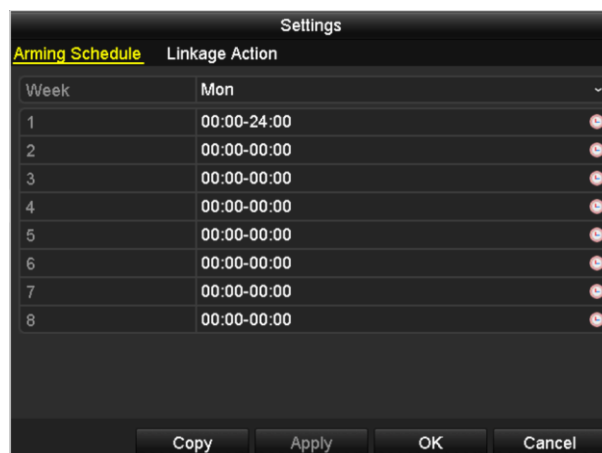 Settings
Arming Schedule Linkage Action
Week Mon
1 00:00-24:00
2 00:00-00:00
3 00:00-00:00
4 00:00-00:00
5 00:00-00:00
6 00:00-00:00
7 00:00-00:00
8 00:00-00:00
Copy Apply OK Cancel